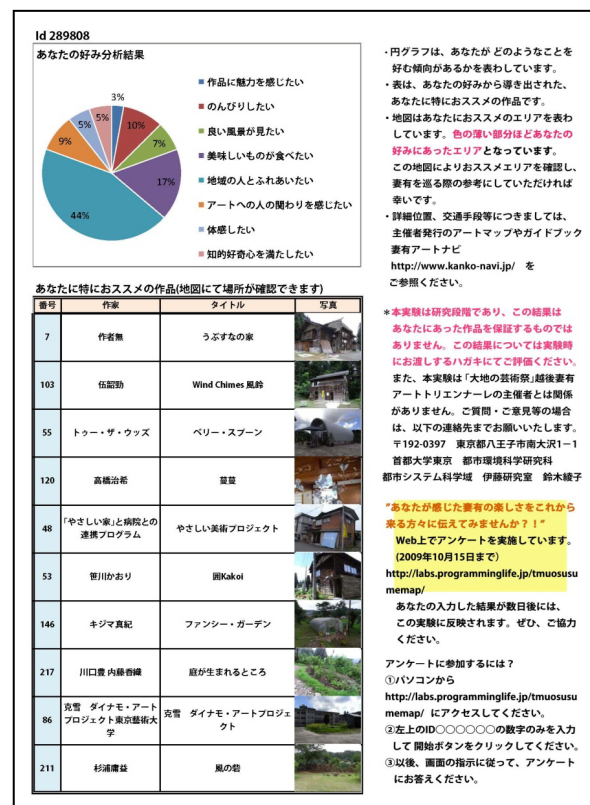 Id 289808
あなたの好み分析結果
3%
10%
7%
17%
44%
9%
5%
5%
作品に魅力を感じたい
のんびりしたい
良い風景が見たい
美味しいものが食べたい
地域の人とふれあいたい
アートへの人の関わりを感じたい
体感したい
知的好奇心を満たしたい
あなたに特におススメの作品(地図にて場所が確認できます)
番号 作家 タイトル 写真
7 作者無 うぶすなの家
103 伍韶勁 Wind Chimes 風鈴
55 トゥー・ザ・ウッズ ベリー・スプーン
120 高橋治希 蔓蔓
48 「やさしい家」と病院との
連携プログラム やさしい美術プロジェクト
53 笹川かおり 囲Kakoi
146 キジマ真紀 ファンシー・ガーデン
217 川口豊 内藤香織 庭が生まれるところ
86 克雪 ダイナモ・アート
プロジェクト東京藝術大
学 克雪 ダイナモ・アートプロジェ
クト
211 杉浦庸益 風の砦
・円グラフは、あなたが どのようなことを
好む傾向があるかを表わしています。
・表は、あなたの好みから導き出された、
あなたに特におススメの作品です。
・地図はあなたにおススメのエリアを表わ
しています。色の薄い部分ほどあなたの
好みにあったエリアとなっています。
この地図によりおススメエリアを確認し、
妻有を巡る際の参考にしていただければ
幸いです。
・詳細位置、交通手段等につきましては、
主催者発行のアートマップやガイドブック
妻有アートナビ
http://www.kanko-navi.jp/ を
ご参照ください。
＊本実験は研究段階であり、この結果は
あなたにあった作品を保証するものでは
ありません。この結果については実験時
にお渡しするハガキにてご評価ください。
また、本実験は「大地の芸術祭」越後妻有
アートトリエンナーレの主催者とは関係
がありません。ご質問・ご意見等の場合
は、以下の連絡先までお願いいたします。
〒192-0397 東京都八王子市南大沢1－1
首都大学東京 都市環境科学研究科
都市システム科学域 伊藤研究室 鈴木綾子
”あなたが感じた妻有の楽しさをこれから
来る方々に伝えてみませんか？！”
Web上でアンケートを実施しています。
(2009年10月15日まで)
http://labs.programminglife.jp/tmuosusu
memap/
あなたの入力した結果が数日後には、
この実験に反映されます。ぜひ、ご協力
ください。
アンケートに参加するには？
①パソコンから
http://labs.programminglife.jp/tmuosusu
memap/ にアクセスしてください。
②左上のID〇〇〇〇〇〇の数字のみを入力
して 開始ボタンをクリックしてください。
③以後、画面の指示に従って、アンケート
にお答えください。